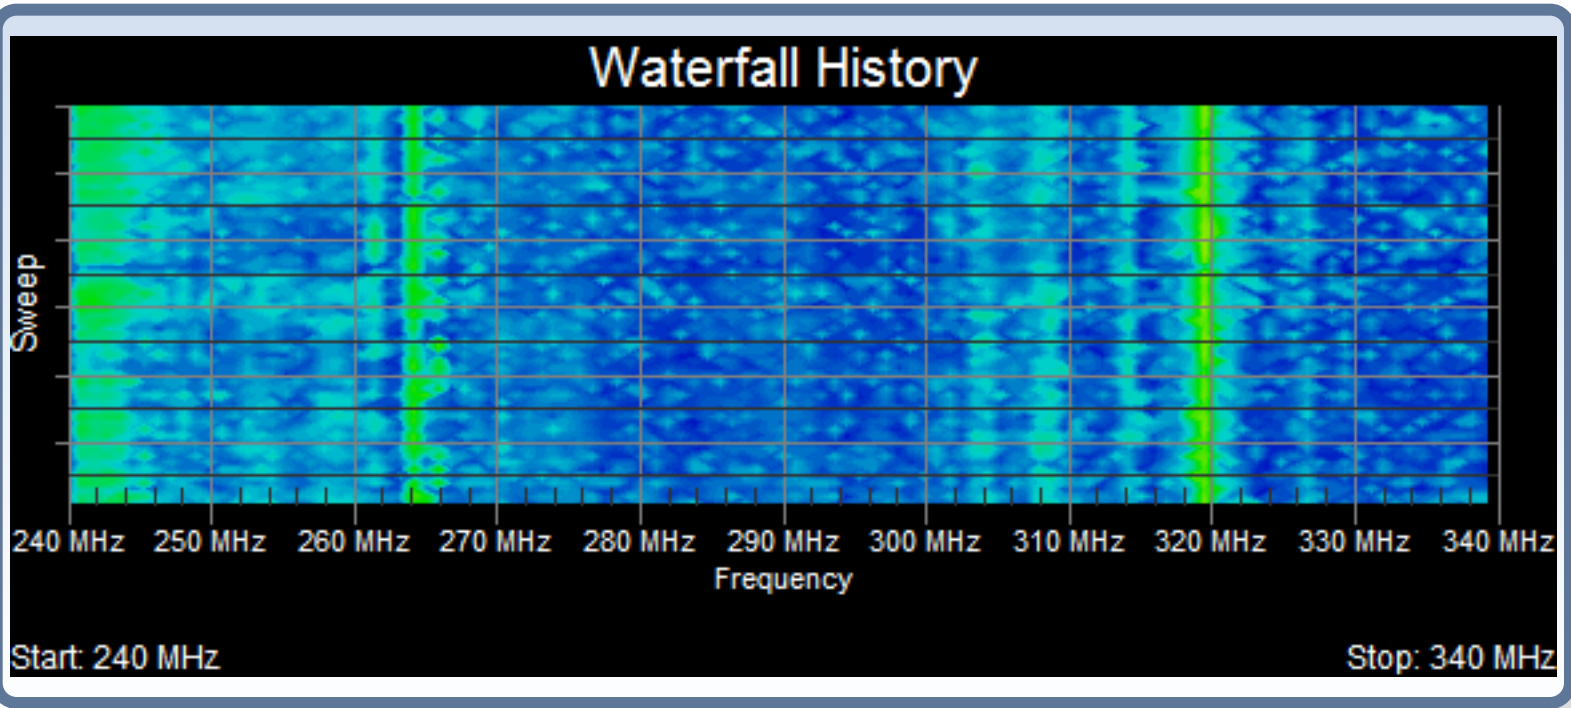 Waterfall History
Sweep
240 MHz 250 MHz 260 MHz 270 MHz 280 MHz 290 MHz 300 MHz 310 MHz 320 MHz 330 MHz 340 MHz
Frequency
Start: 240 MHz Stop: 340 MHz